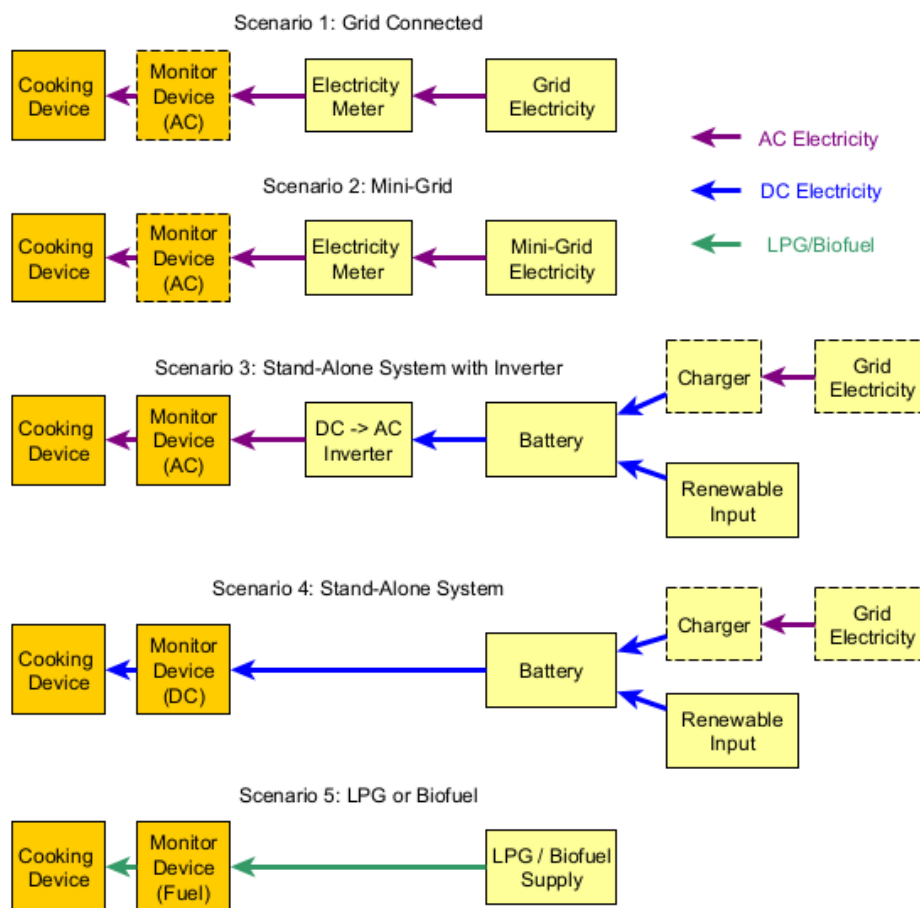 Scenario 1: Grid Connected
Cooking
Device
Monitor
Device
(AC)
Electricity
Meter
Grid
Electricity
AC Electricity
DC Electricity
LPG/Biofuel
Scenario 2: Mini-Grid
Cooking
Device
Monitor
Device
(AC)
Electricity
Meter
Mini-Grid
Electricity
Scenario 3: Stand-Alone System with Inverter
Cooking
Device
Monitor
Device
(AC)
DC -> AC
Inverter
Battery
Charger
Grid
Electricity
Renewable
Input
Scenario 4: Stand-Alone System
Cooking
Device
Monitor
Device
(DC)
Battery
Charger
Grid
Electricity
Renewable
Input
Scenario 5: LPG or Biofuel
Cooking
Device
Monitor
Device
(Fuel)
LPG / Biofuel
Supply